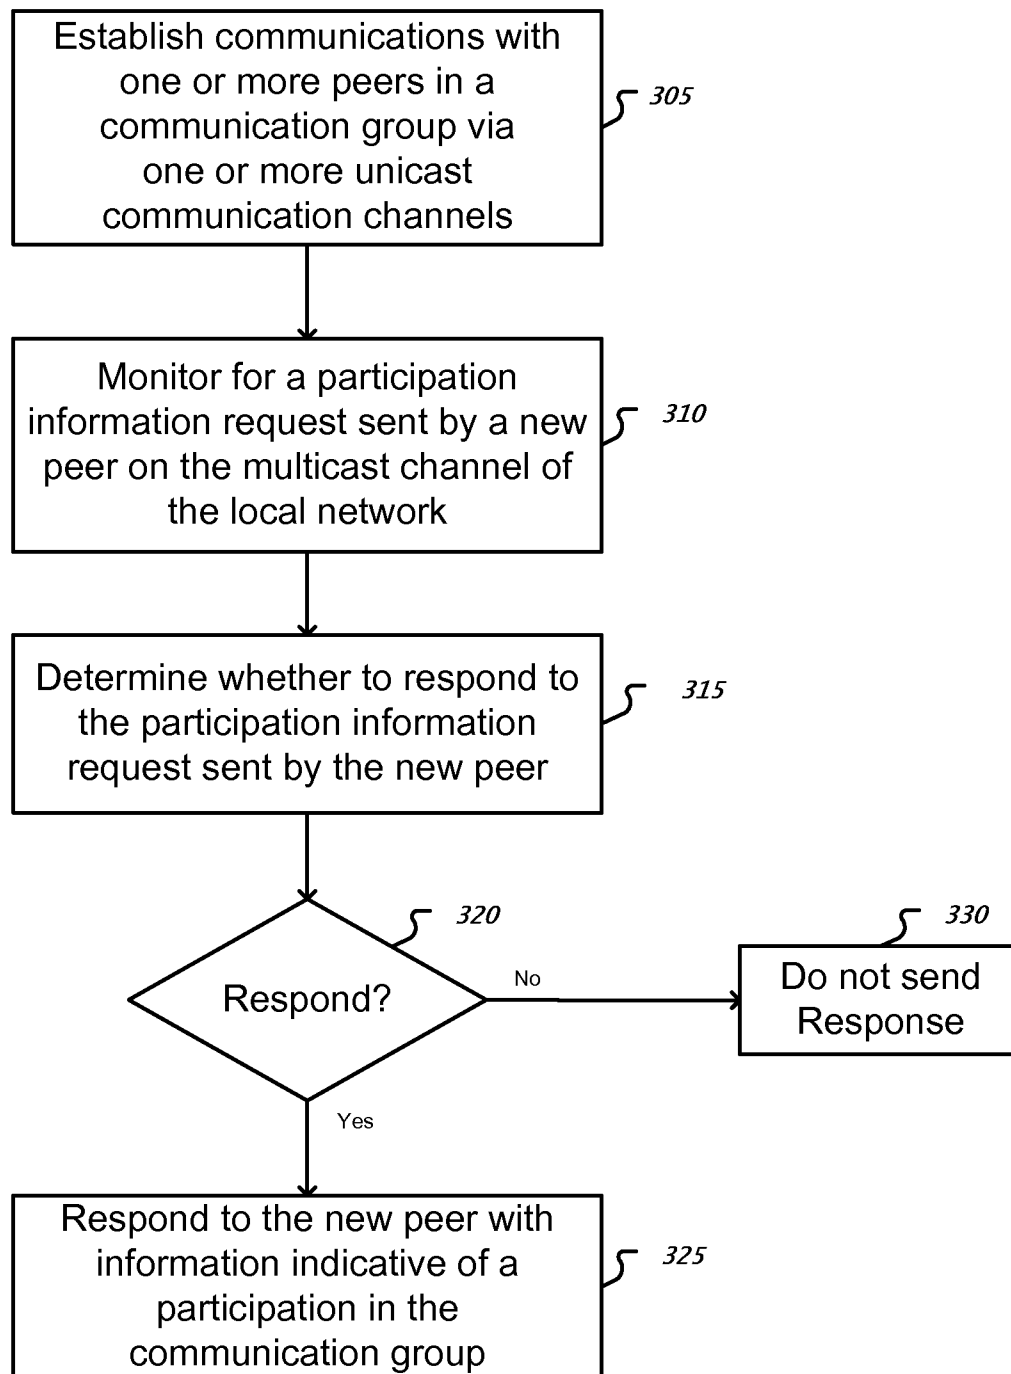 Establish communications with
one or more peers in a
communication group via
one or more unicast
communication channels
305
Monitor for a participation
information request sent by a new
peer on the multicast channel of
the local network
310
Determine whether to respond to
the participation information
request sent by the new peer
315
320
Respond?
No
330
Do not send
Response
Yes
Respond to the new peer with
information indicative of a
participation in the
communication group
325